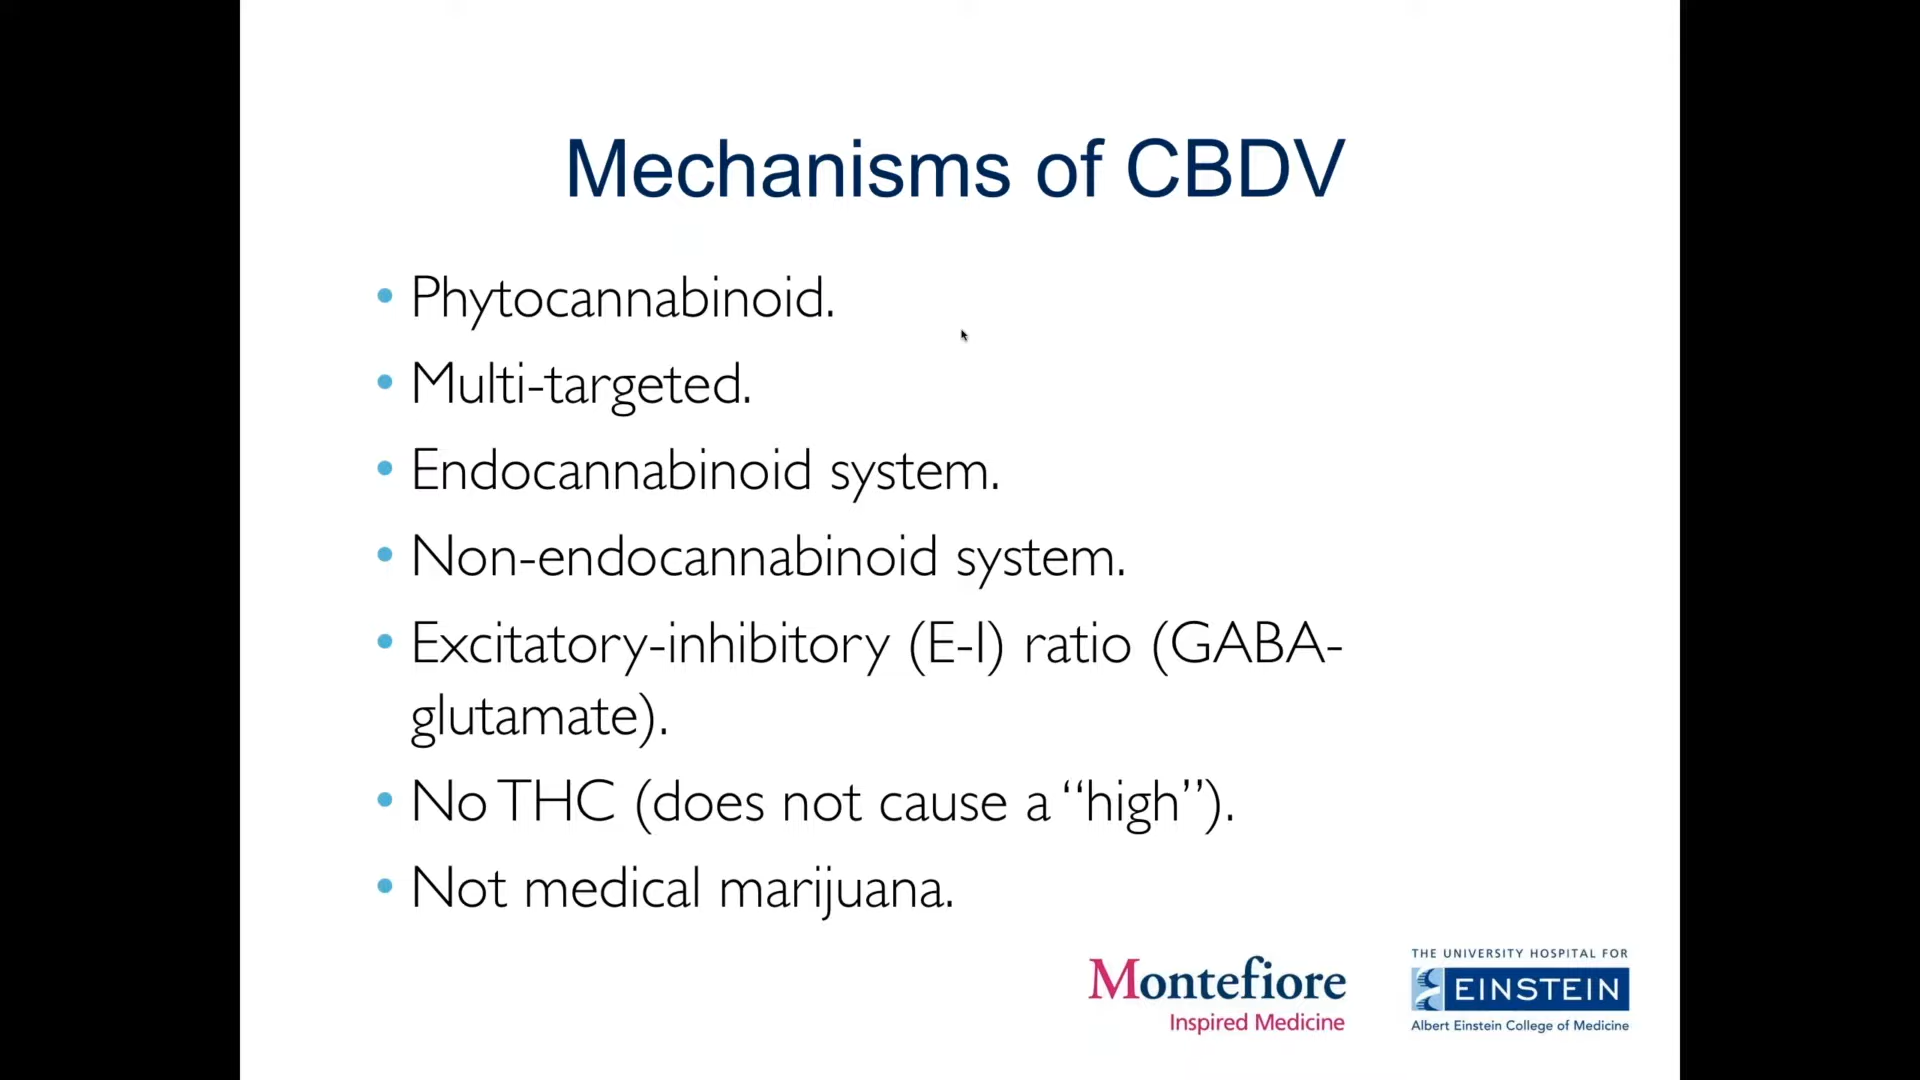 Mechanisms of CBDV
• Phytocannabinoid.
• Multi-targeted.
• Endocannabinoid system.
• Non-endocannabinoid system.
• Excitatory-inhibitory (E-I) ratio (GABA-
glutamate).
• No THC (does not cause a “high”).
• Not medical marijuana.
Montefiore
Inspired Medicine
THE UNIVERSITY HOSPITAL FOR
EINSTEIN
Albert Einstein College of Medicine